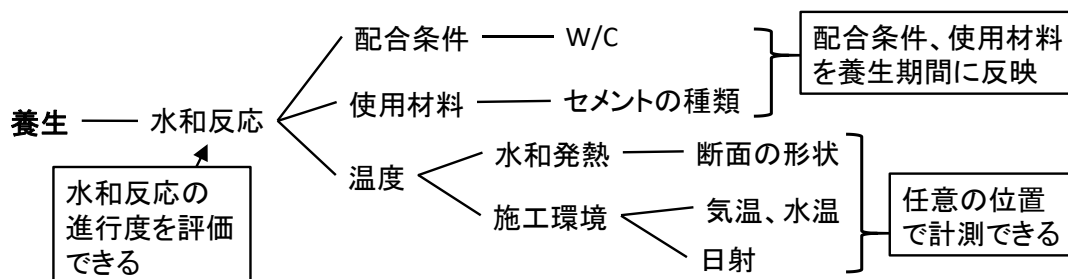 配合条件
W/C
配合条件、使用材料
を養生期間に反映
使用材料
セメントの種類
養生
水和反応
水和反応の
進行度を評価
できる
温度
水和発熱
断面の形状
施工環境
気温、水温
日射
任意の位置
で計測できる